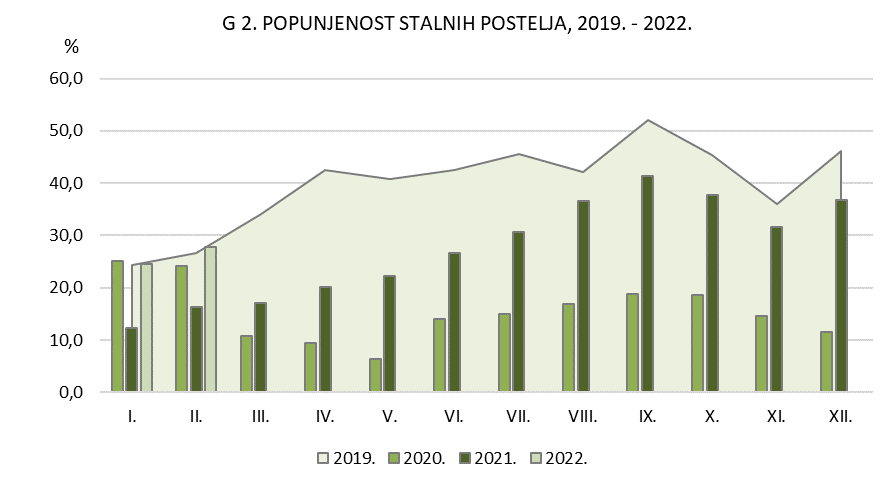 G 2. POPUNJENOST STALNIH POSTELJA, 2019. - 2022.
%
60,0
50,0
40,0
30,0
20,0
10,0
0,0
I. II. III. IV. V. VI. VII. VIII. IX. X. XI. XII.
2019. 2020. 2021. 2022.